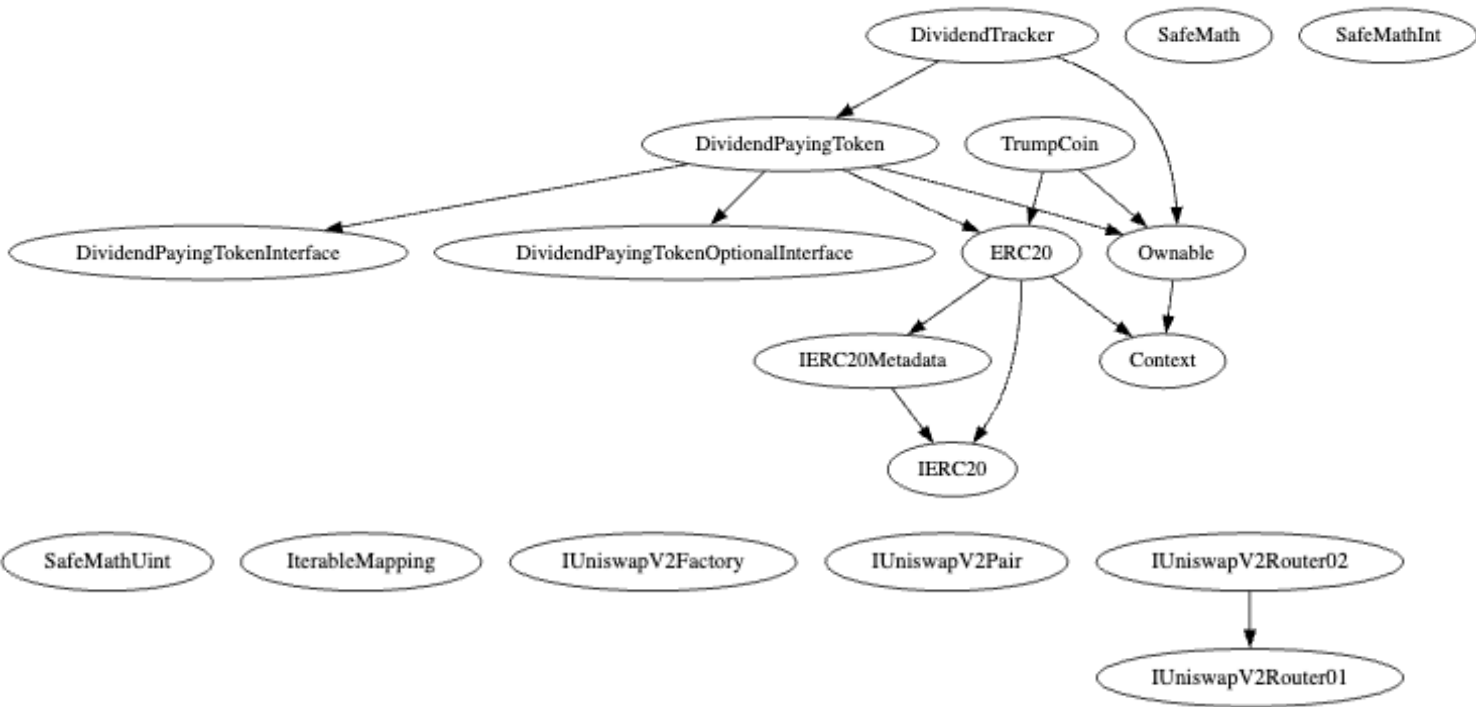 DividendTracker
SafeMath
SafeMathInt
DividendPayingToken
TrumpCoin
DividendPayingTokenInterface
DividendPayingTokenOptionalInterface
ERC20
Ownable
IERC20Metadata
Context
IERC20
SafeMathUint
IterableMapping
IUniswapV2Factory
IUniswapV2Pair
IUniswapV2Router02
IUniswapV2Router01